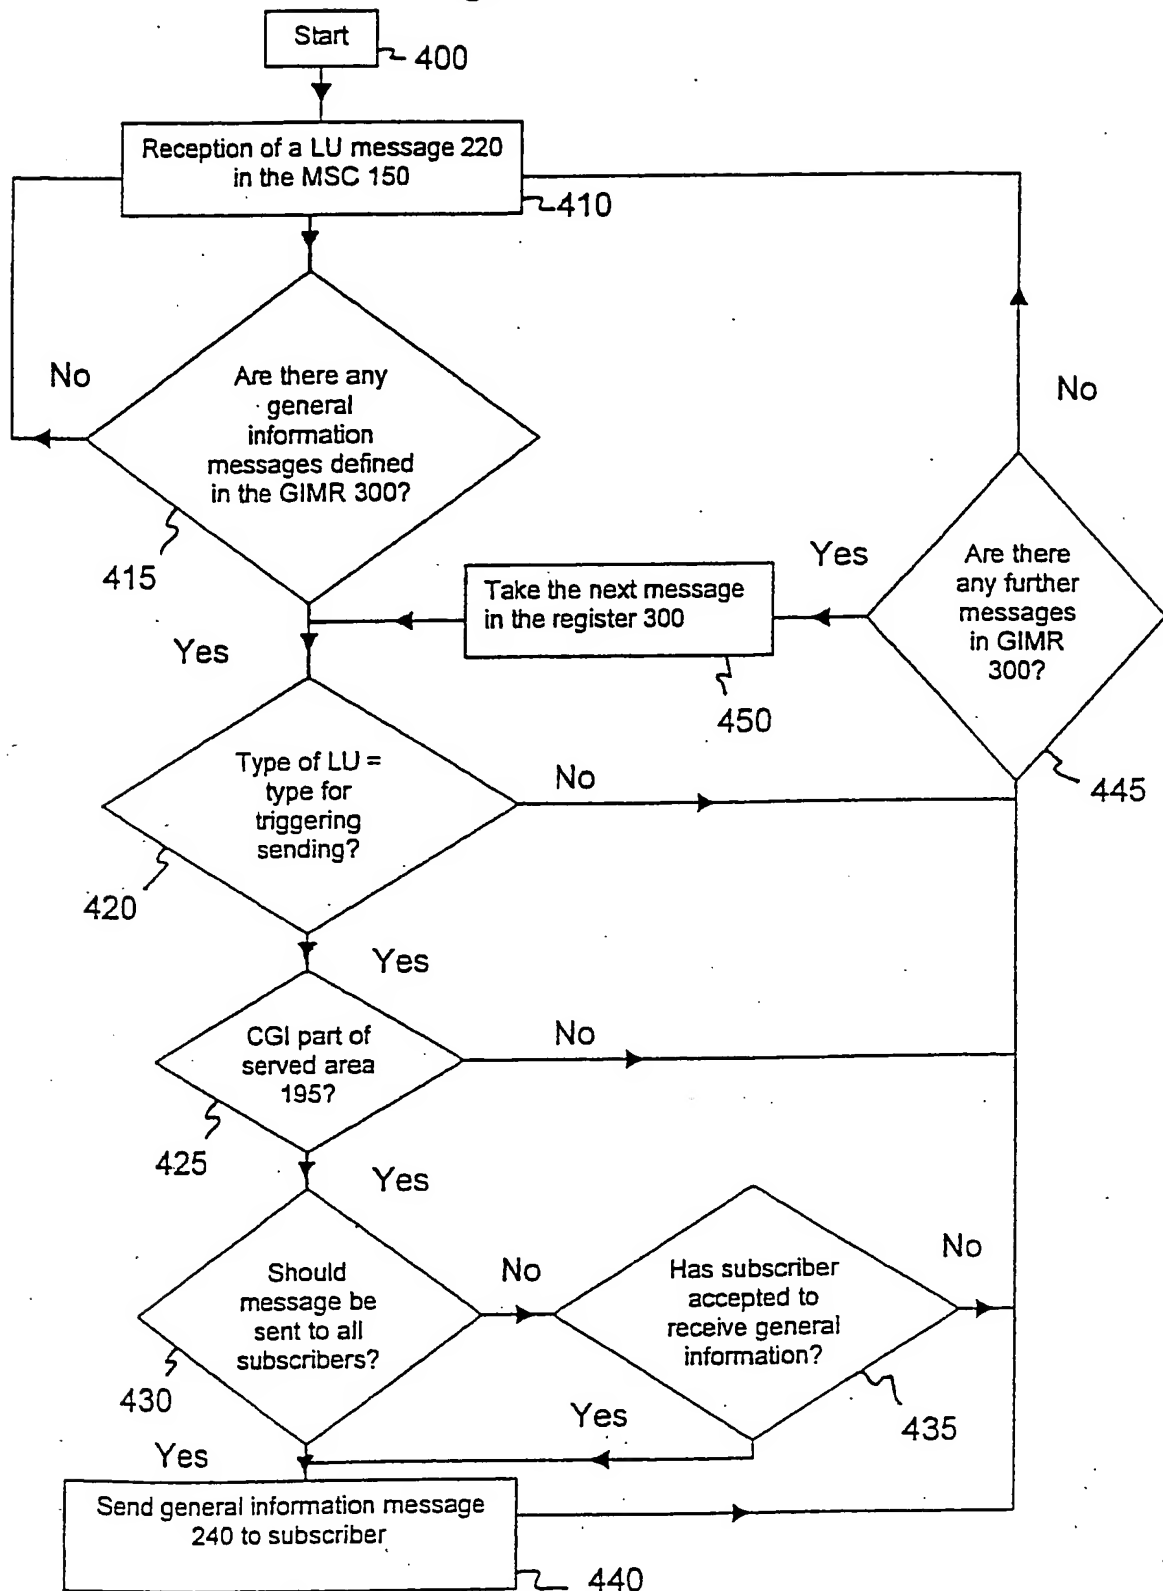 Start
400
Reception of a LU message 220
in the MSC 150
410
No
Are there any
general
information
messages defined
in the GIMR 300?
415
No
Yes
Are there
any further
messages
in GIMR
300?
445
Take the next message
in the register 300
450
Yes
Type of LU =
type for
triggering
sending?
No
420
Yes
CGI part of
served area
195?
No
425
Yes
Should
message be
sent to all
subscribers?
No
430
Has subscriber
accepted to
receive general
information?
No
435
Yes
Yes
Send general information message
240 to subscriber
440